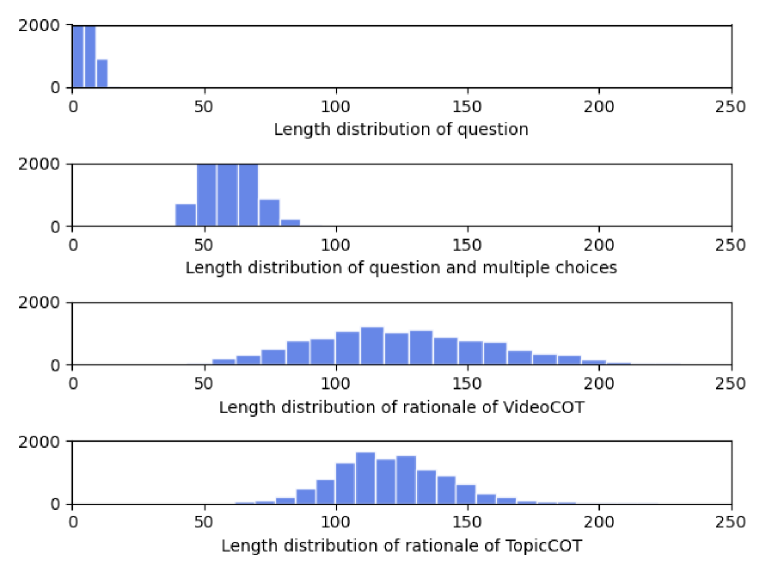 2000
0
0 50 100 150 200 250
Length distribution of question
2000
0
0 50 100 150 200 250
Length distribution of question and multiple choices
2000
0
0 50 100 150 200 250
Length distribution of rationale of VideoCOT
2000
0
0 50 100 150 200 250
Length distribution of rationale of TopicCOT